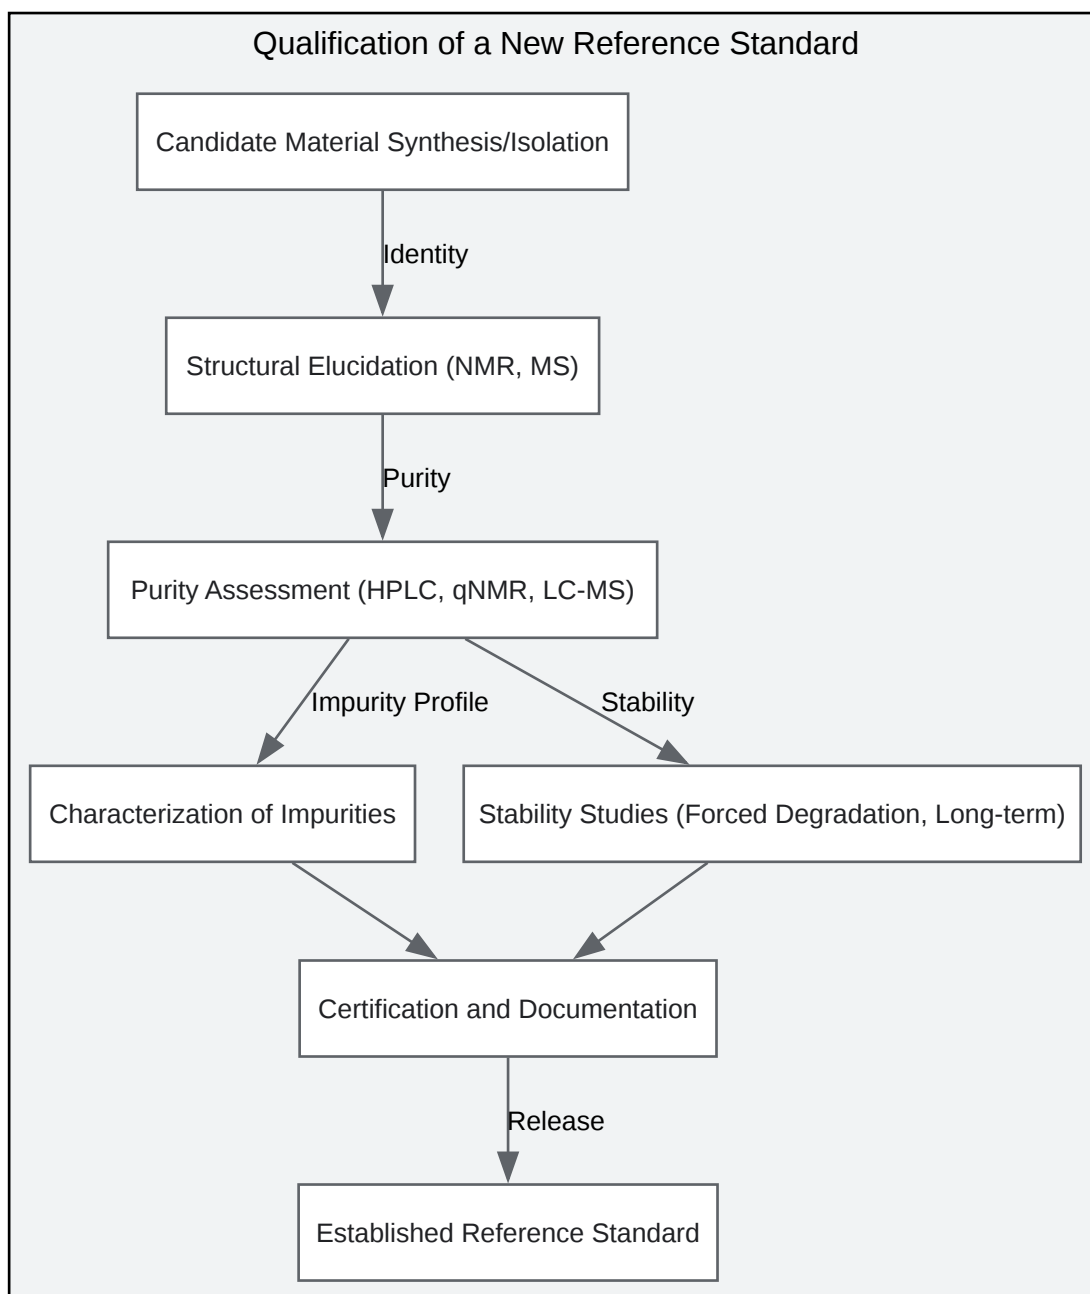 Qualification of a New Reference Standard
Candidate Material Synthesis/Isolation
Identity
Structural Elucidation (NMR, MS)
Purity
Purity Assessment (HPLC, qNMR, LC-MS)
Impurity Profile
Stability
Characterization of Impurities
Stability Studies (Forced Degradation, Long-term)
Certification and Documentation
Release
Established Reference Standard